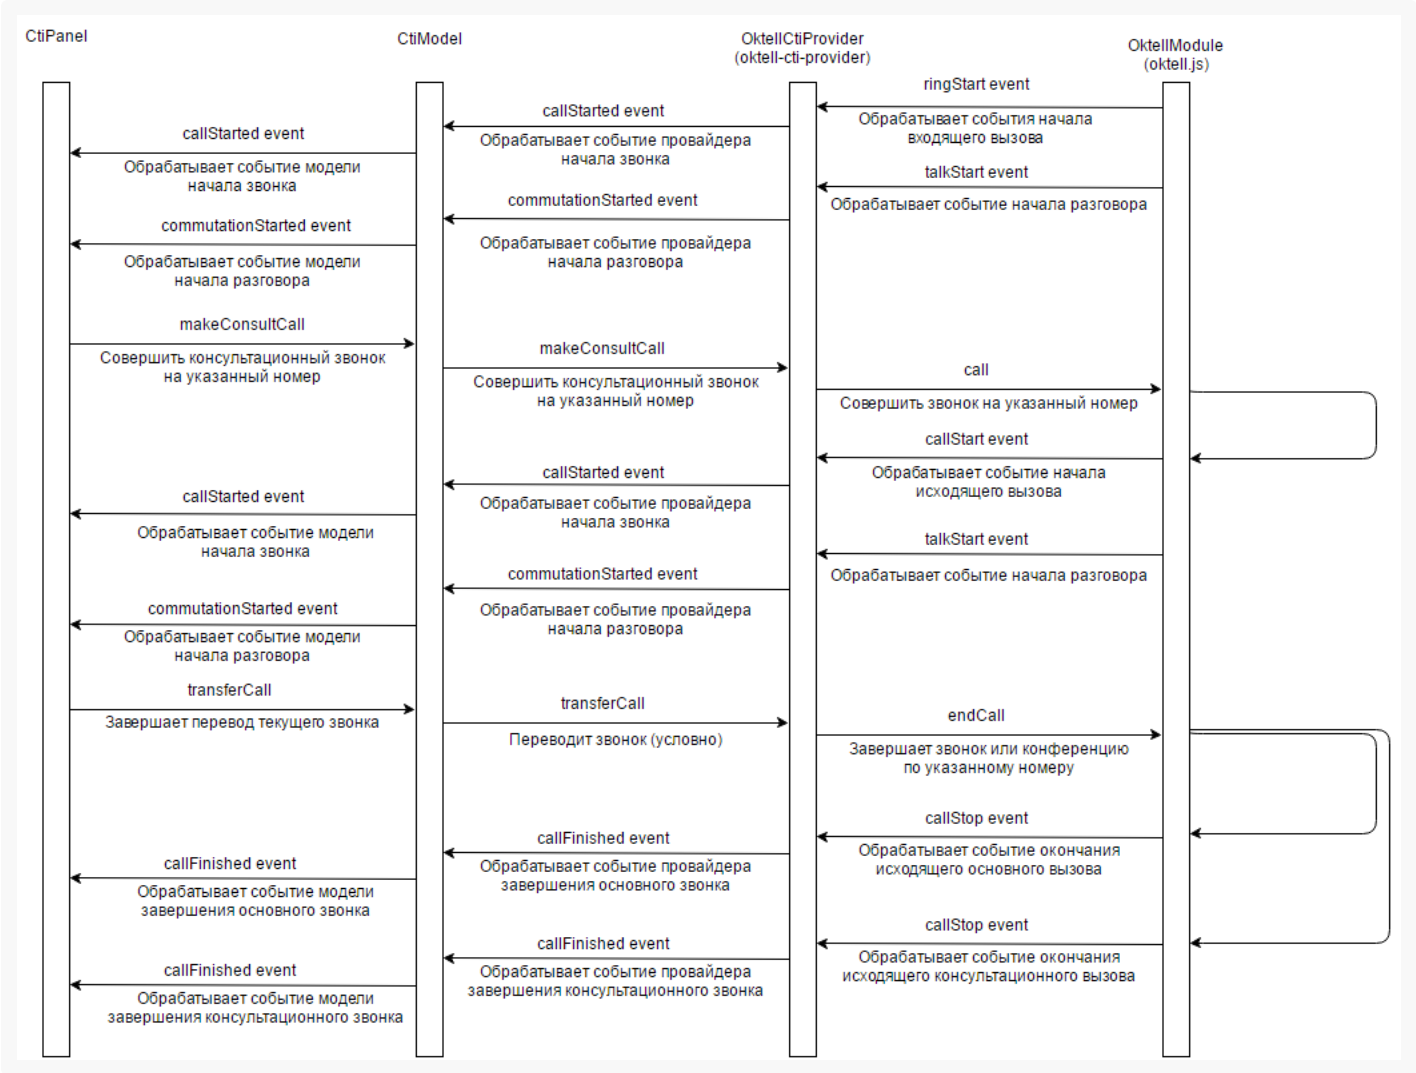 CtiPanel
CtiModel
OktellCtiProvider
(oktell-cti-provider)
OktellModule
(oktell.js)
ringStart event
Обрабатывает события начала
входящего вызова
callStarted event
Обрабатывает событие провайдера
начала звонка
callStarted event
Обрабатывает событие модели
начала звонка
talkStart event
Обрабатывает событие начала разговора
commutationStarted event
Обрабатывает событие провайдера
начала разговора
commutationStarted event
Обрабатывает событие модели
начала разговора
makeConsultCall
Совершить консультационный звонок
на указанный номер
makeConsultCall
Совершить консультационный звонок
на указанный номер
call
Совершить звонок на указанный номер
callStart event
Обрабатывает событие начала
исходящего вызова
callStarted event
Обрабатывает событие провайдера
начала звонка
callStarted event
Обрабатывает событие модели
начала звонка
talkStart event
Обрабатывает событие начала разговора
commutationStarted event
Обрабатывает событие провайдера
начала разговора
commutationStarted event
Обрабатывает событие модели
начала разговора
transferCall
Завершает перевод текущего звонка
transferCall
Переводит звонок (условно)
endCall
Завершает звонок или конференцию
по указанному номеру
callStop event
Обрабатывает событие окончания
исходящего основного вызова
callFinished event
Обрабатывает событие провайдера
завершения основного звонка
callFinished event
Обрабатывает событие модели
завершения основного звонка
callStop event
Обрабатывает событие окончания
исходящего консультационного вызова
callFinished event
Обрабатывает событие провайдера
завершения консультационного звонка
callFinished event
Обрабатывает событие модели
завершения консультационного звонка